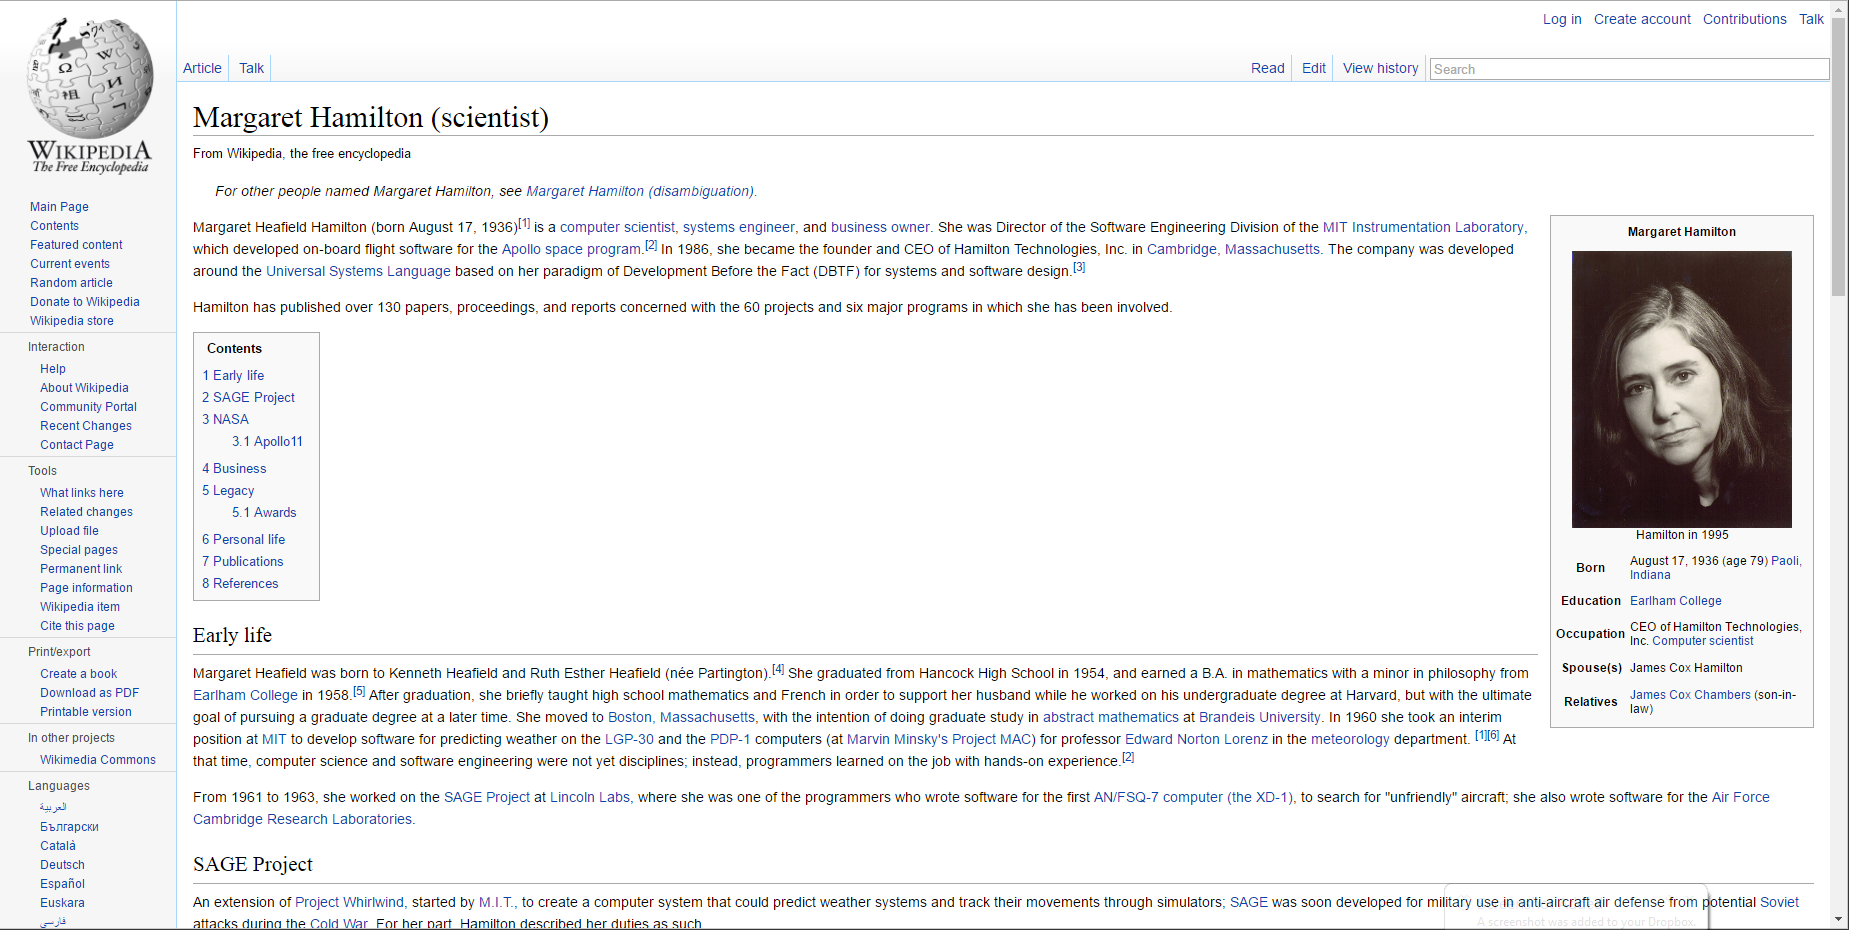 Log in Create account Contributions Talk
Article Talk
Read Edit View history Search
WIKIPEDIA
The Free Encyclopedia
Main Page
Contents
Featured content
Current events
Random article
Donate to Wikipedia
Wikipedia store
Interaction
Help
About Wikipedia
Community Portal
Recent Changes
Contact Page
Tools
What links here
Related changes
Upload file
Special pages
Permanent link
Page information
Wikipedia item
Cite this page
Print/export
Create a book
Download as PDF
Printable version
In other projects
Wikimedia Commons
Languages
العربية
Български
Català
Deutsch
Español
Euskara
فارسی
Margaret Hamilton (scientist)
From Wikipedia, the free encyclopedia
For other people named Margaret Hamilton, see Margaret Hamilton (disambiguation).
Margaret Heafield Hamilton (born August 17, 1936)[1] is a computer scientist, systems engineer, and business owner. She was Director of the Software Engineering Division of the MIT Instrumentation Laboratory,
which developed on-board flight software for the Apollo space program.[2] In 1986, she became the founder and CEO of Hamilton Technologies, Inc. in Cambridge, Massachusetts. The company was developed
around the Universal Systems Language based on her paradigm of Development Before the Fact (DBTF) for systems and software design.[3]
Hamilton has published over 130 papers, proceedings, and reports concerned with the 60 projects and six major programs in which she has been involved.
Contents
1 Early life
2 SAGE Project
3 NASA
3.1 Apollo11
4 Business
5 Legacy
5.1 Awards
6 Personal life
7 Publications
8 References
Margaret Hamilton
Hamilton in 1995
Born August 17, 1936 (age 79) Paoli,
Indiana
Education Earlham College
Occupation CEO of Hamilton Technologies,
Inc. Computer scientist
Spouse(s) James Cox Hamilton
Relatives James Cox Chambers (son-in-
law)
Early life
Margaret Heafield was born to Kenneth Heafield and Ruth Esther Heafield (née Partington).[4] She graduated from Hancock High School in 1954, and earned a B.A. in mathematics with a minor in philosophy from
Earlham College in 1958.[5] After graduation, she briefly taught high school mathematics and French in order to support her husband while he worked on his undergraduate degree at Harvard, but with the ultimate
goal of pursuing a graduate degree at a later time. She moved to Boston, Massachusetts, with the intention of doing graduate study in abstract mathematics at Brandeis University. In 1960 she took an interim
position at MIT to develop software for predicting weather on the LGP-30 and the PDP-1 computers (at Marvin Minsky's Project MAC) for professor Edward Norton Lorenz in the meteorology department. [1][6] At
that time, computer science and software engineering were not yet disciplines; instead, programmers learned on the job with hands-on experience.[2]
From 1961 to 1963, she worked on the SAGE Project at Lincoln Labs, where she was one of the programmers who wrote software for the first AN/FSQ-7 computer (the XD-1), to search for "unfriendly" aircraft; she also wrote software for the Air Force
Cambridge Research Laboratories.
SAGE Project
An extension of Project Whirlwind, started by M.I.T., to create a computer system that could predict weather systems and track their movements through simulators; SAGE was soon developed for military use in anti-aircraft air defense from potential Soviet
attacks during the Cold War. For her part, Hamilton described her duties as such
A screenshot was added to your Dropbox.